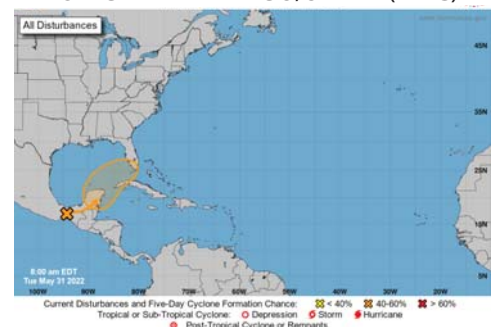 All Disturbances
45N
35N
25N
15N
5N
8:00 am EDT
Tue May 31 2022
100W 90W 80W 70W 60W 50W 40W 30W 20W 10W
Current Disturbances and Five-Day Cyclone Formation Chance: < 40% 40-60% > 60%
Tropical or Sub-Tropical Cyclone: Depression Storm Hurricane
Post-Tropical Cyclone or Remnants